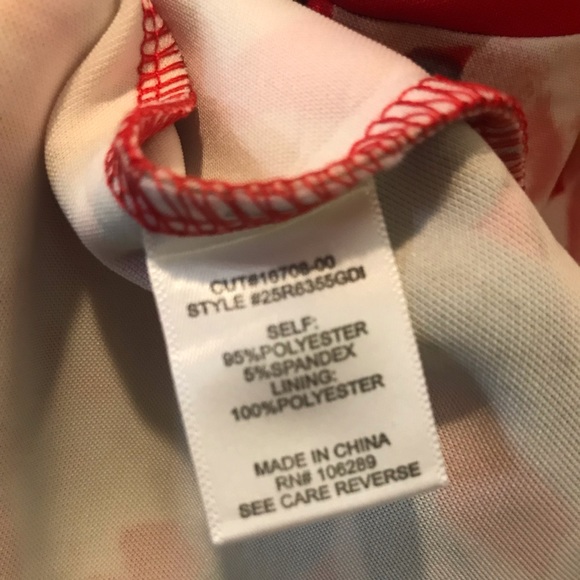 CUT#16708-00
STYLE #25R6355GDI
SELF:
95%POLYESTER
5%SPANDEX
LINING:
100%POLYESTER
MADE IN CHINA
RN# 106289
SEE CARE REVERSE